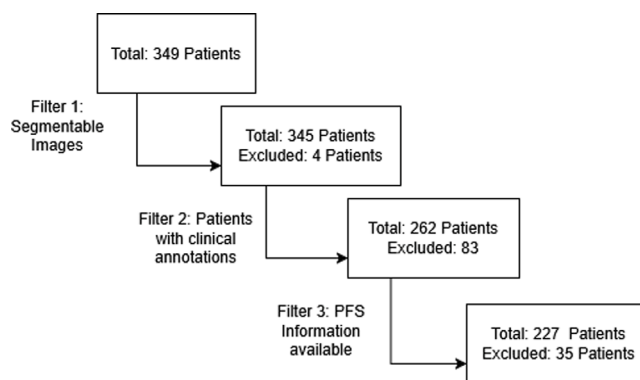 Total: 349 Patients
Filter 1:
Segmentable
Images
Total: 345 Patients
Excluded: 4 Patients
Filter 2: Patients
with clinical
annotations
Total: 262 Patients
Excluded: 83
Filter 3: PFS
Information
available
Total: 227 Patients
Excluded: 35 Patients